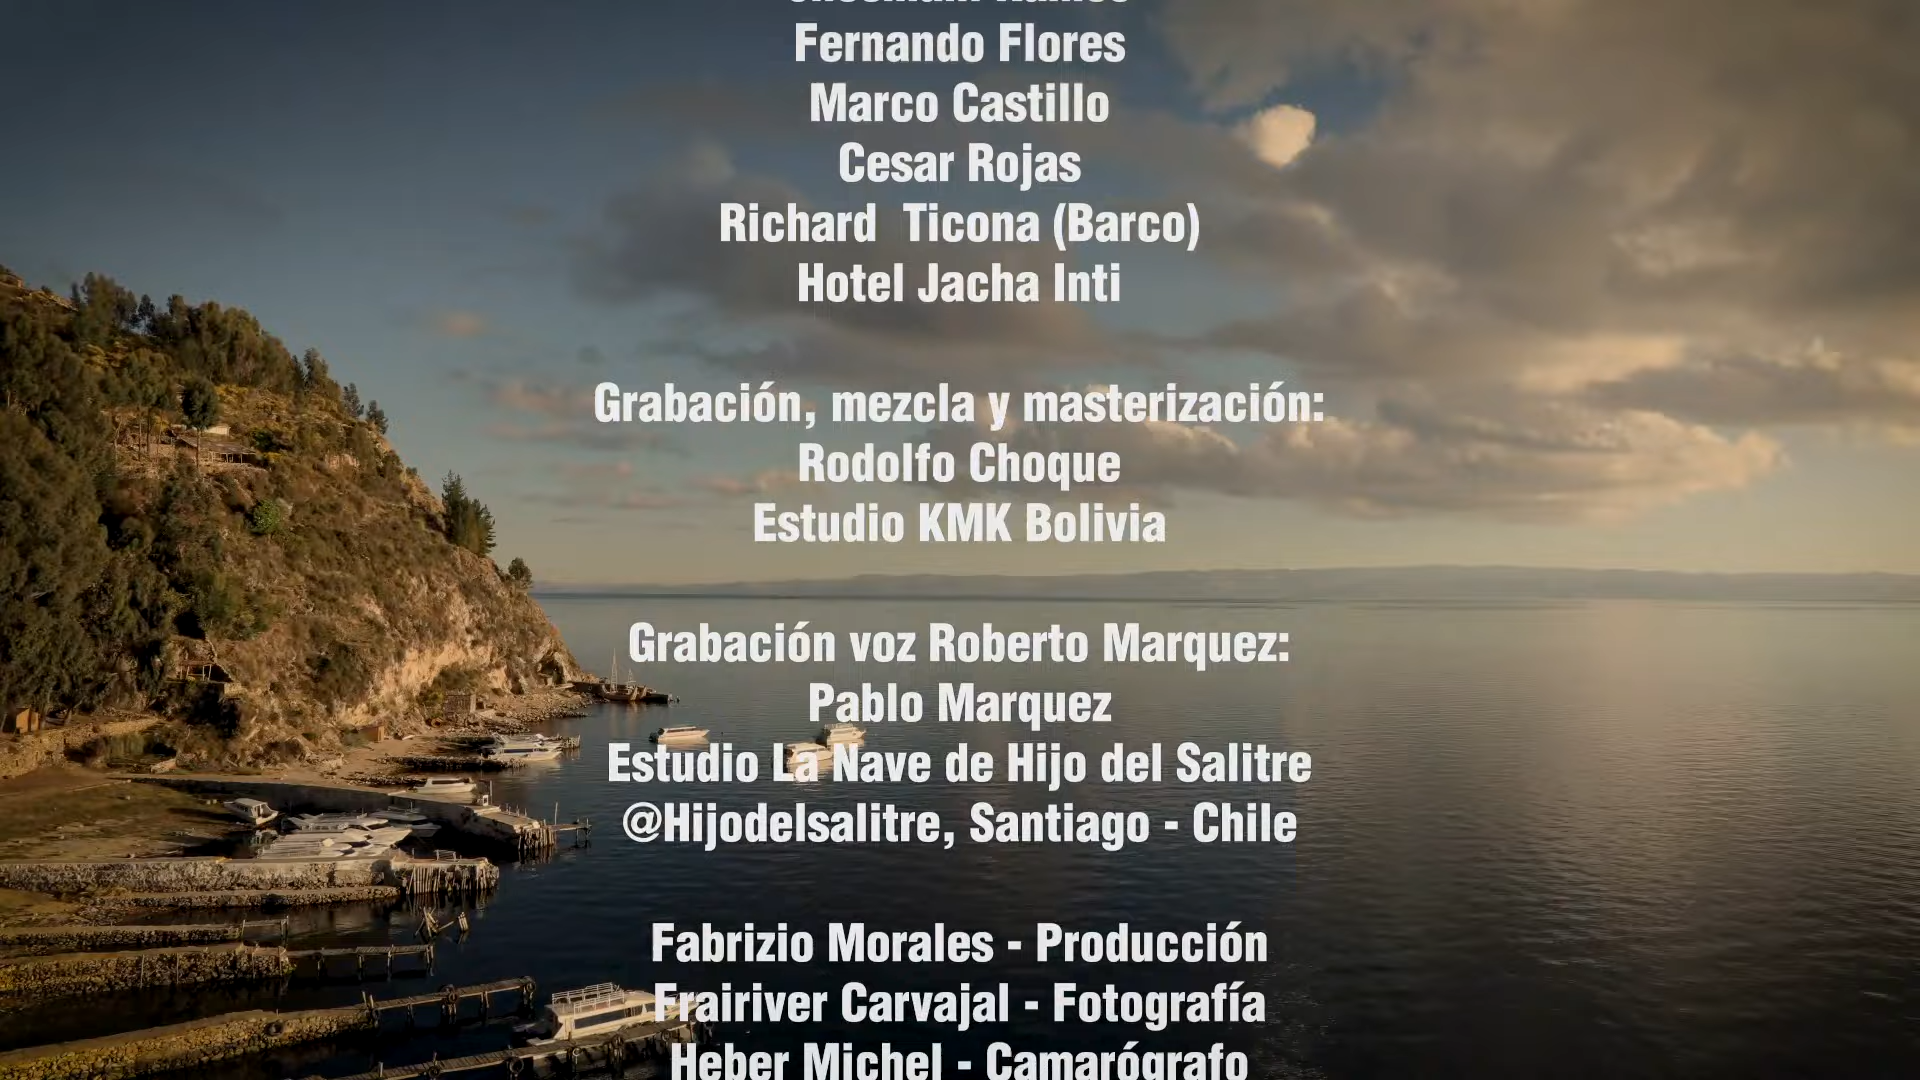 Fernando Flores
Marco Castillo
Cesar Rojas
Richard  Ticona (Barco)
Hotel Jacha Inti
Grabación, mezcla y masterización:
Rodolfo Choque
Estudio KMK Bolivia
Grabación voz Roberto Marquez:
Pablo Marquez
Estudio La Nave de Hijo del Salitre
@Hijodelsalitre, Santiago - Chile
Fabrizio Morales - Producción
Frairiver Carvajal - Fotografía
Heber Michel - Camarógrafo